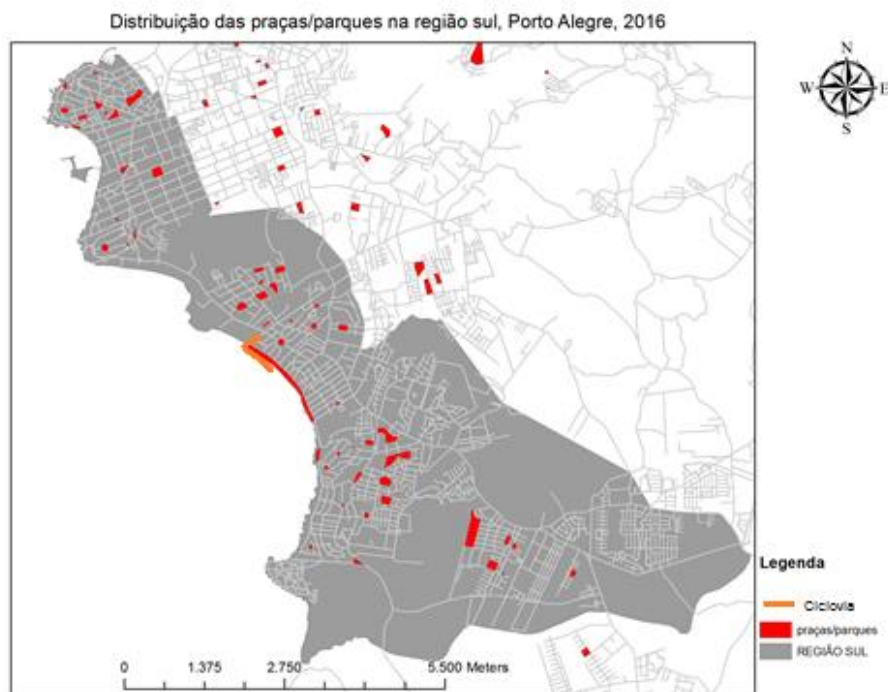 Distribuição das praças/parques na região sul, Porto Alegre, 2016
N
W E
S
Legenda
Ciclovia
praças/parques
REGIÃO SUL
0 1.375 2.750 5.500 Meters